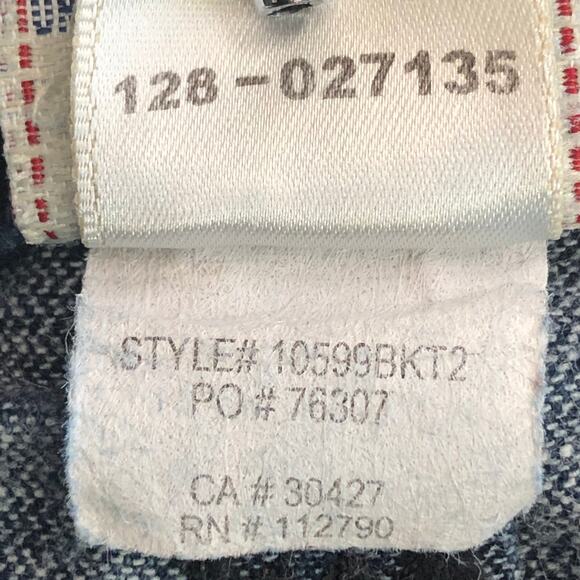 128-027135
STYLE# 10599BKT2
PO # 76307
CA # 30427
RN # 112790